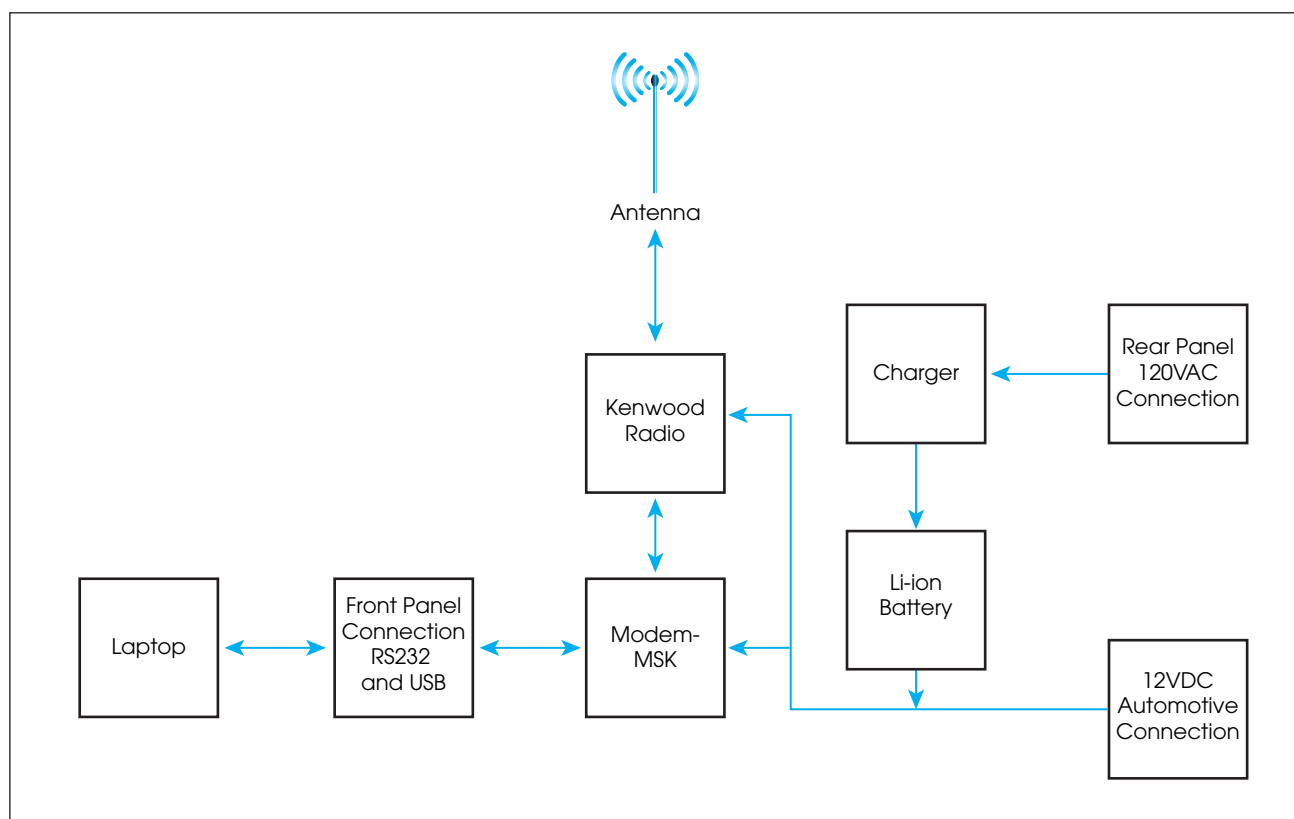 Antenna
Kenwood
Radio
Charger
Rear Panel
120VAC
Connection
Laptop
Front Panel
Connection
RS232
and USB
Modem-
MSK
Li-ion
Battery
12VDC
Automotive
Connection